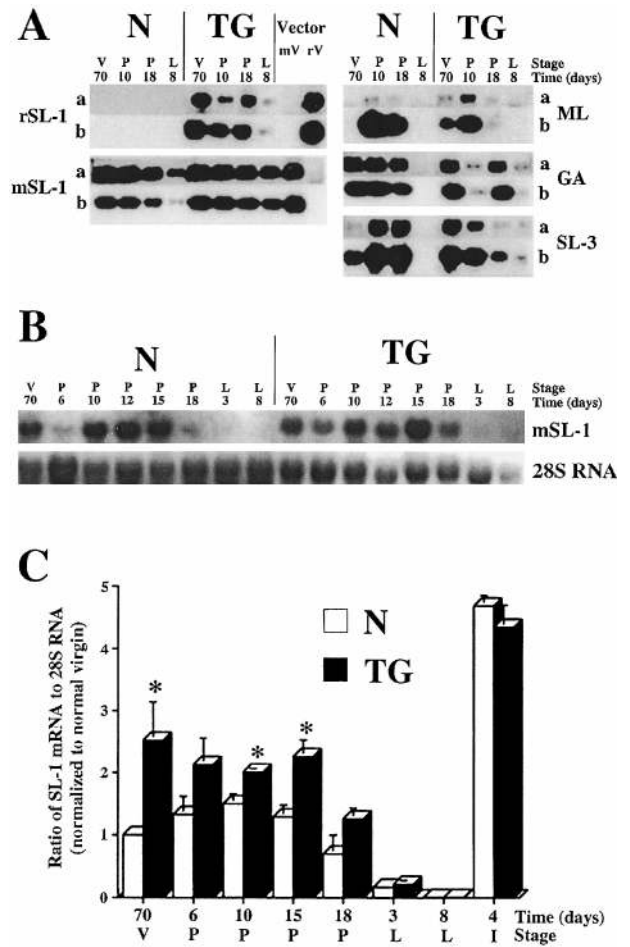 A
N TG Vector N TG
V P P L V P P L mV rV V P P L V P P L Stage
70 10 18 8 70 10 18 8 70 10 18 8 70 10 18 8 Time (days)
rSL-1 a b
mSL-1 a b
a b ML
a b GA
a b SL-3
B
N TG
V P P P P P L L V P P P P P L L Stage
70 6 10 12 15 18 3 8 70 6 10 12 15 18 3 8 Time (days)
mSL-1
28S RNA
C
Ratio of SL-1 mRNA to 28S RNA
(normalized to normal virgin)
5
4
3
2
1
0
N
TG
* * *
70 6 10 15 18 3 8 4 Time (days)
V P P P P L L I Stage